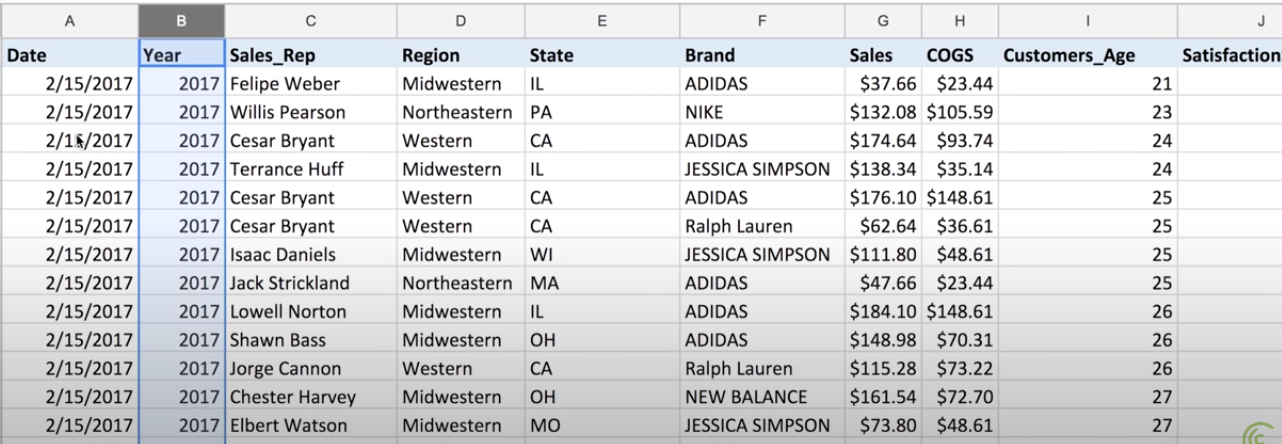 A B C D E F G H I J
Date Year Sales_Rep Region State Brand Sales COGS Customers_Age Satisfaction
2/15/2017 2017 Felipe Weber Midwestern IL ADIDAS $37.66 $23.44 21
2/15/2017 2017 Willis Pearson Northeastern PA NIKE $132.08 $105.59 23
2/15/2017 2017 Cesar Bryant Western CA ADIDAS $174.64 $93.74 24
2/15/2017 2017 Terrance Huff Midwestern IL JESSICA SIMPSON $138.34 $35.14 24
2/15/2017 2017 Cesar Bryant Western CA ADIDAS $176.10 $148.61 25
2/15/2017 2017 Cesar Bryant Western CA Ralph Lauren $62.64 $36.61 25
2/15/2017 2017 Isaac Daniels Midwestern WI JESSICA SIMPSON $111.80 $48.61 25
2/15/2017 2017 Jack Strickland Northeastern MA ADIDAS $47.66 $23.44 25
2/15/2017 2017 Lowell Norton Midwestern IL ADIDAS $184.10 $148.61 26
2/15/2017 2017 Shawn Bass Midwestern OH ADIDAS $148.98 $70.31 26
2/15/2017 2017 Jorge Cannon Western CA Ralph Lauren $115.28 $73.22 26
2/15/2017 2017 Chester Harvey Midwestern OH NEW BALANCE $161.54 $72.70 27
2/15/2017 2017 Elbert Watson Midwestern MO JESSICA SIMPSON $73.80 $48.61 27